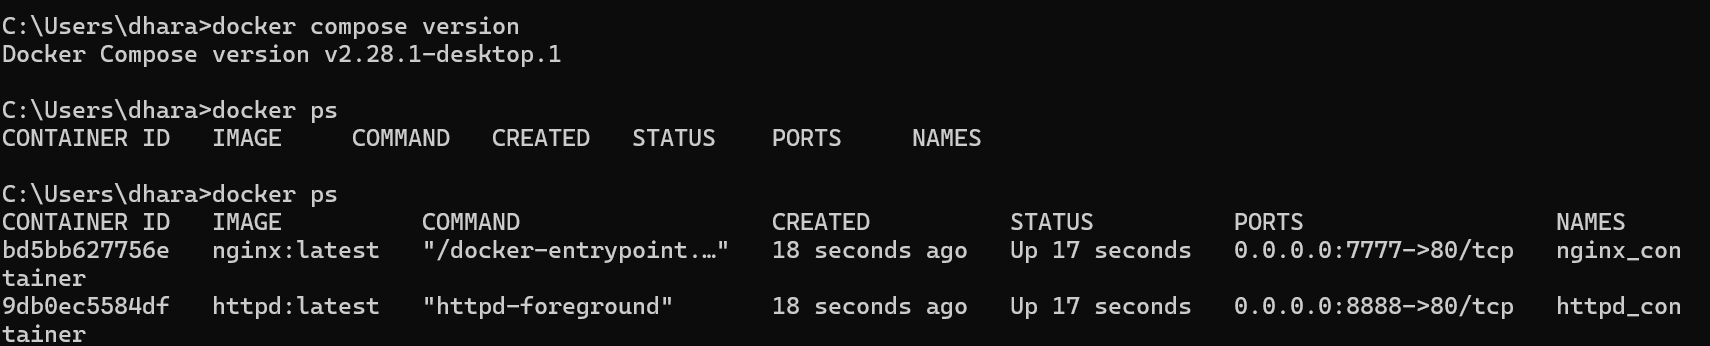 C:\Users\dhara>docker compose version
Docker Compose version v2.28.1-desktop.1
C:\Users\dhara>docker ps
CONTAINER ID   IMAGE     COMMAND   CREATED   STATUS    PORTS     NAMES
C:\Users\dhara>docker ps
CONTAINER ID   IMAGE          COMMAND                  CREATED          STATUS          PORTS                  NAMES
bd5bb627756e   nginx:latest   "/docker-entrypoint.…"   18 seconds ago   Up 17 seconds   0.0.0.0:7777->80/tcp   nginx_con
tainer
9db0ec5584df   httpd:latest   "httpd-foreground"       18 seconds ago   Up 17 seconds   0.0.0.0:8888->80/tcp   httpd_con
tainer